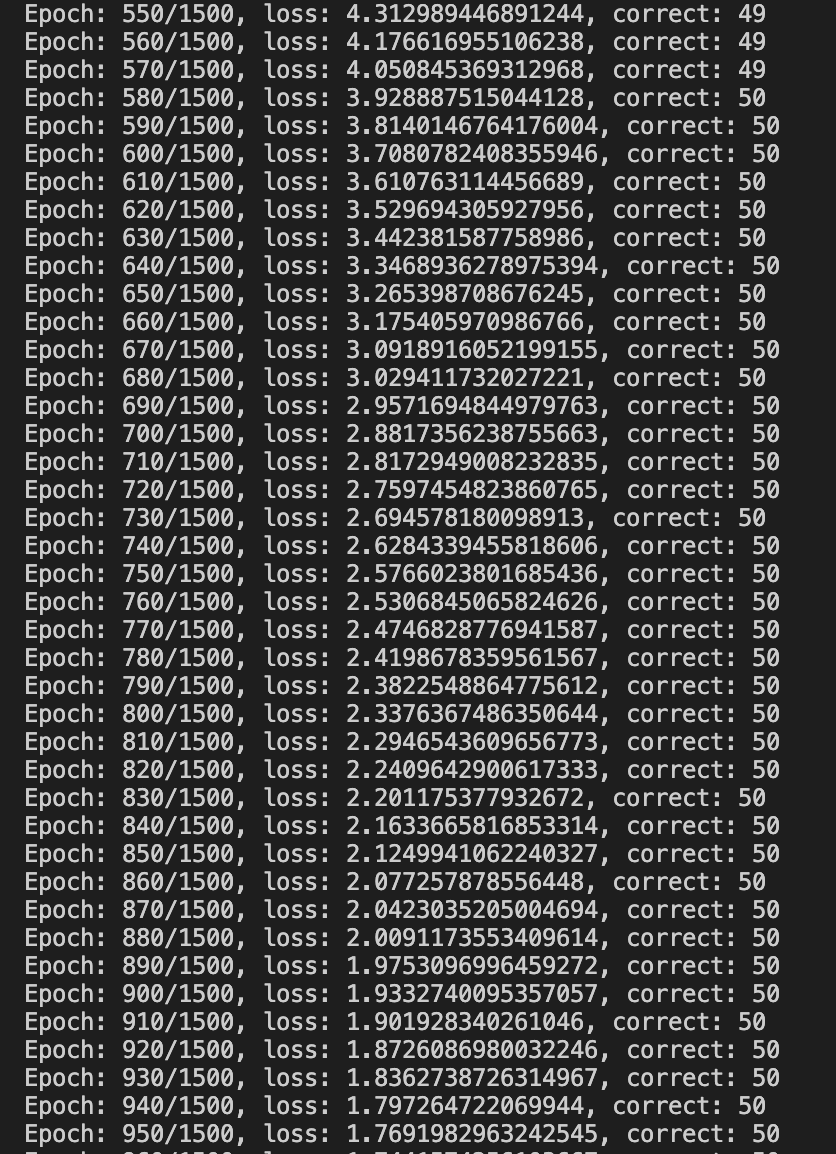 Epoch: 550/1500, loss: 4.312989446891244, correct: 49
Epoch: 560/1500, loss: 4.176616955106238, correct: 49
Epoch: 570/1500, loss: 4.050845369312968, correct: 49
Epoch: 580/1500, loss: 3.928887515044128, correct: 50
Epoch: 590/1500, loss: 3.8140146764176004, correct: 50
Epoch: 600/1500, loss: 3.7080782408355946, correct: 50
Epoch: 610/1500, loss: 3.610763114456689, correct: 50
Epoch: 620/1500, loss: 3.529694305927956, correct: 50
Epoch: 630/1500, loss: 3.442381587758986, correct: 50
Epoch: 640/1500, loss: 3.3468936278975394, correct: 50
Epoch: 650/1500, loss: 3.265398708676245, correct: 50
Epoch: 660/1500, loss: 3.175405970986766, correct: 50
Epoch: 670/1500, loss: 3.0918916052199155, correct: 50
Epoch: 680/1500, loss: 3.029411732027221, correct: 50
Epoch: 690/1500, loss: 2.9571694844979763, correct: 50
Epoch: 700/1500, loss: 2.8817356238755663, correct: 50
Epoch: 710/1500, loss: 2.8172949008232835, correct: 50
Epoch: 720/1500, loss: 2.7597454823860765, correct: 50
Epoch: 730/1500, loss: 2.694578180098913, correct: 50
Epoch: 740/1500, loss: 2.6284339455818606, correct: 50
Epoch: 750/1500, loss: 2.5766023801685436, correct: 50
Epoch: 760/1500, loss: 2.5306845065824626, correct: 50
Epoch: 770/1500, loss: 2.4746828776941587, correct: 50
Epoch: 780/1500, loss: 2.4198678359561567, correct: 50
Epoch: 790/1500, loss: 2.3822548864775612, correct: 50
Epoch: 800/1500, loss: 2.3376367486350644, correct: 50
Epoch: 810/1500, loss: 2.2946543609656773, correct: 50
Epoch: 820/1500, loss: 2.2409642900617333, correct: 50
Epoch: 830/1500, loss: 2.201175377932672, correct: 50
Epoch: 840/1500, loss: 2.1633665816853314, correct: 50
Epoch: 850/1500, loss: 2.1249941062240327, correct: 50
Epoch: 860/1500, loss: 2.077257878556448, correct: 50
Epoch: 870/1500, loss: 2.0423035205004694, correct: 50
Epoch: 880/1500, loss: 2.0091173553409614, correct: 50
Epoch: 890/1500, loss: 1.9753096996459272, correct: 50
Epoch: 900/1500, loss: 1.9332740095357057, correct: 50
Epoch: 910/1500, loss: 1.901928340261046, correct: 50
Epoch: 920/1500, loss: 1.8726086980032246, correct: 50
Epoch: 930/1500, loss: 1.8362738726314967, correct: 50
Epoch: 940/1500, loss: 1.797264722069944, correct: 50
Epoch: 950/1500, loss: 1.7691982963242545, correct: 50